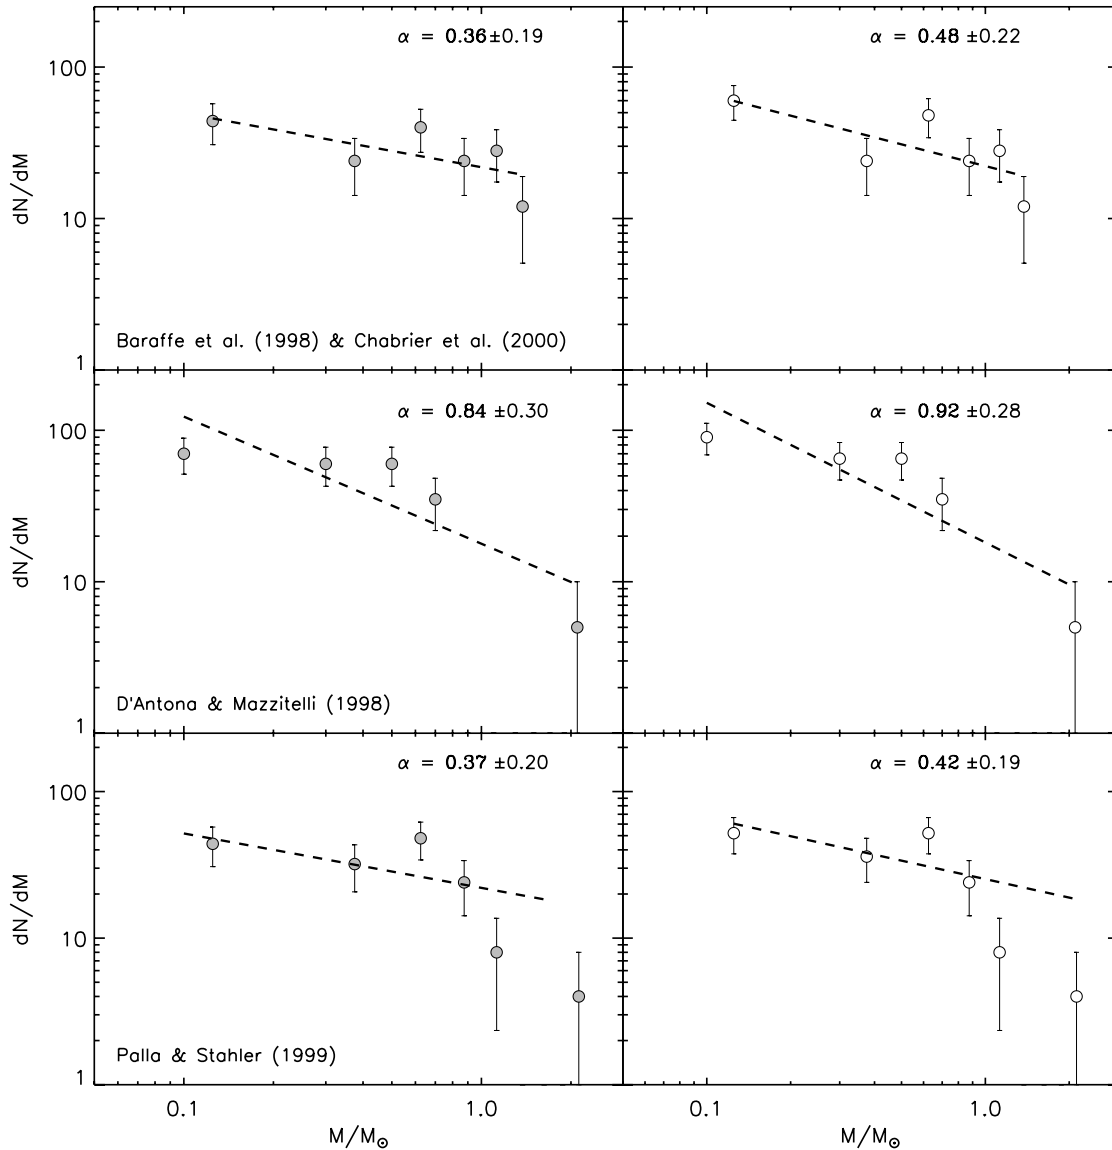 α = 0.36 ±0.19
α = 0.48 ±0.22
100
dN/dM
10
Baraffe et al. (1998) & Chabrier et al. (2000)
1
α = 0.84 ±0.30
α = 0.92 ±0.28
100
dN/dM
10
D'Antona & Mazzitelli (1998)
1
α = 0.37 ±0.20
α = 0.42 ±0.19
100
dN/dM
10
Palla & Stahler (1999)
1
0.1 1.0 0.1 1.0
M/M☉ M/M☉